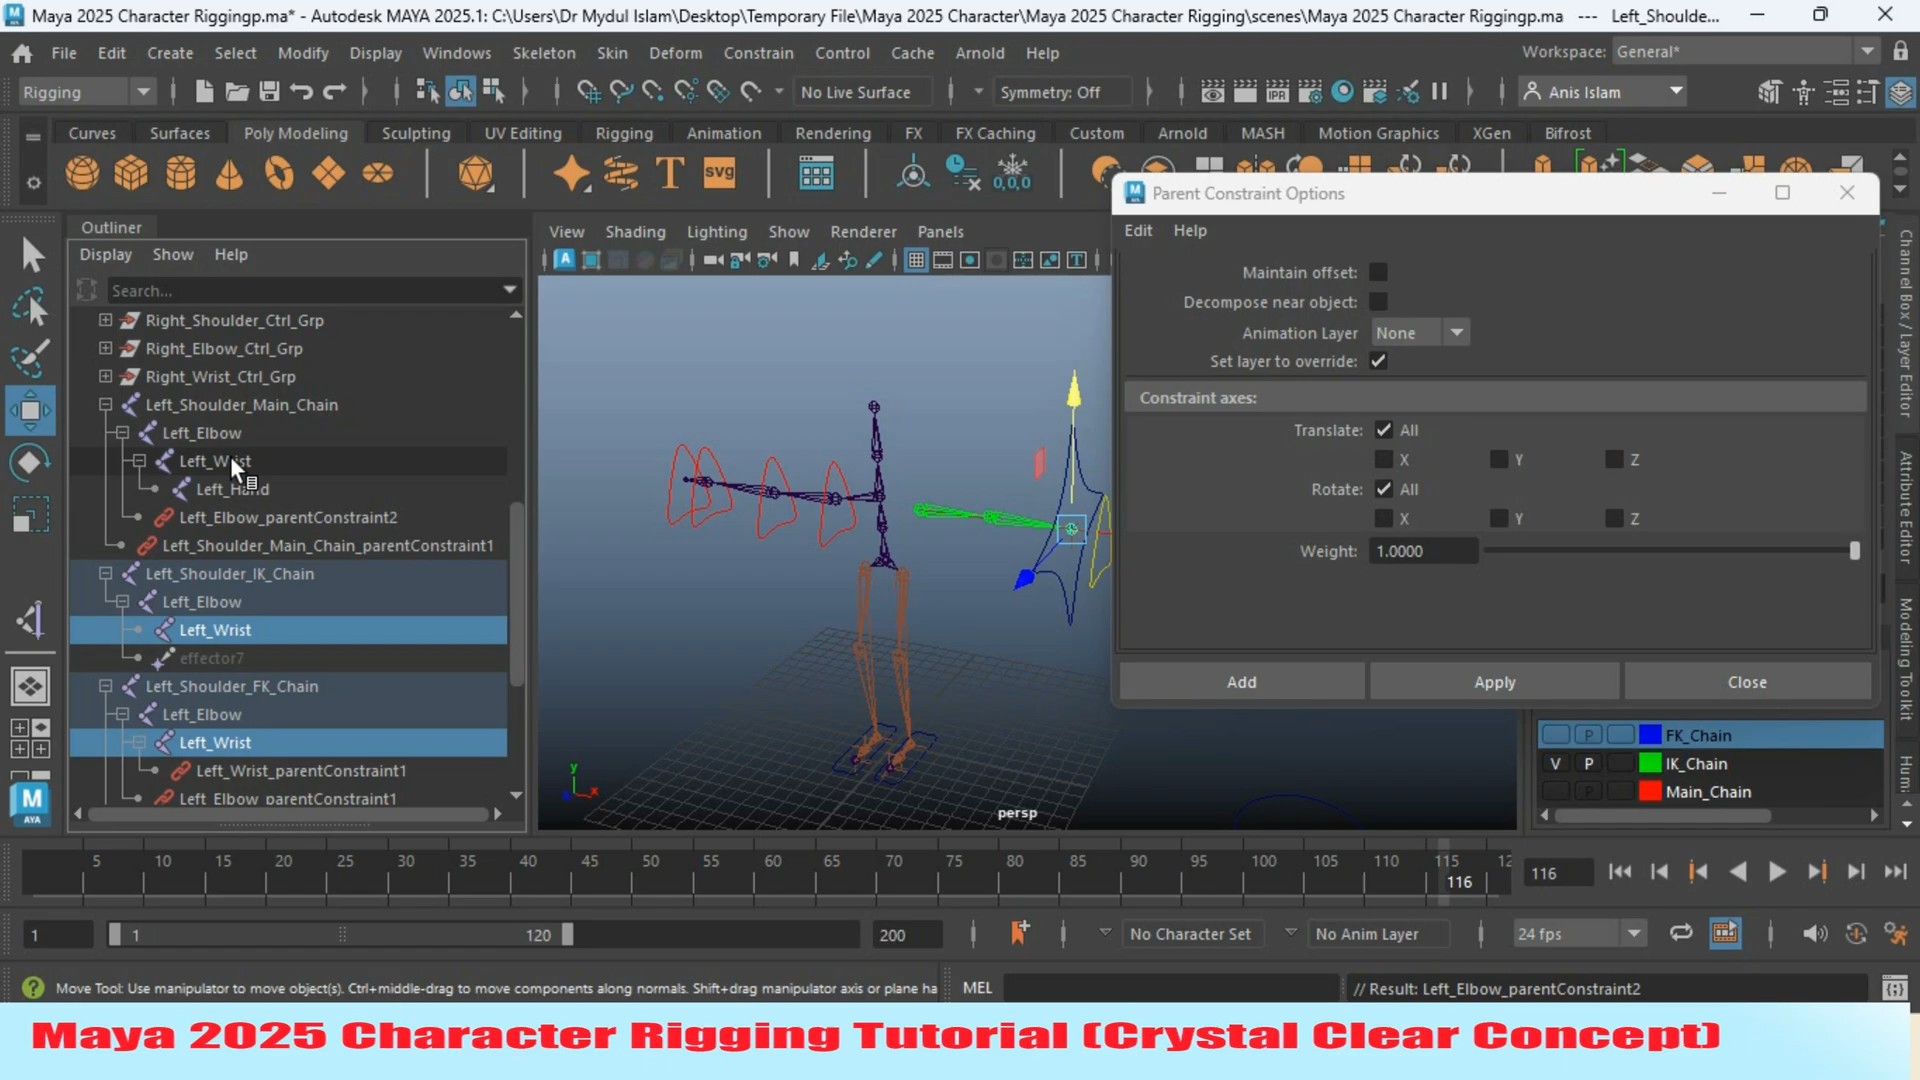 Maya 2025 Character Riggingp.ma* - Autodesk MAYA 2025.1: C:\Users\Dr Mydul Islam\Desktop\Temporary File\Maya 2025 Character\Maya 2025 Character Rigging\scenes\Maya 2025 Character Riggingp.ma --- Left_Shoulde...
File Edit Create Select Modify Display Windows Skeleton Skin Deform Constrain Control Cache Arnold Help
Workspace: General*
Rigging
No Live Surface
Symmetry: Off
IPR
Anis Islam
Curves Surfaces Poly Modeling Sculpting UV Editing Rigging Animation Rendering FX FX Caching Custom Arnold MASH Motion Graphics XGen Bifrost
T
SVG
0,0,0
Parent Constraint Options
Edit Help
Maintain offset:
Decompose near object:
Animation Layer None
Set layer to override:
Constraint axes:
Translate: All
X Y Z
Rotate: All
X Y Z
Weight: 1.0000
Add Apply Close
Outliner
Display Show Help
Search...
Right_Shoulder_Ctrl_Grp
Right_Elbow_Ctrl_Grp
Right_Wrist_Ctrl_Grp
Left_Shoulder_Main_Chain
Left_Elbow
Left_Wrist
Left_Hand
Left_Elbow_parentConstraint2
Left_Shoulder_Main_Chain_parentConstraint1
Left_Shoulder_IK_Chain
Left_Elbow
Left_Wrist
effector7
Left_Shoulder_FK_Chain
Left_Elbow
Left_Wrist
Left_Wrist_parentConstraint1
Left_Elbow_parentConstraint1
View Shading Lighting Show Renderer Panels
y
x
persp
Channel Box / Layer Editor
Attribute Editor
Modeling Toolkit
P FK_Chain
V P IK_Chain
P Main_Chain
M
AYA
5 10 15 20 25 30 35 40 45 50 55 60 65 70 75 80 85 90 95 100 105 110 115 12
116
116
1
1
120
200
No Character Set
No Anim Layer
24 fps
Move Tool: Use manipulator to move object(s). Ctrl+middle-drag to move components along normals. Shift+drag manipulator axis or plane ha
MEL
// Result: Left_Elbow_parentConstraint2
Maya 2025 Character Rigging Tutorial (Crystal Clear Concept)